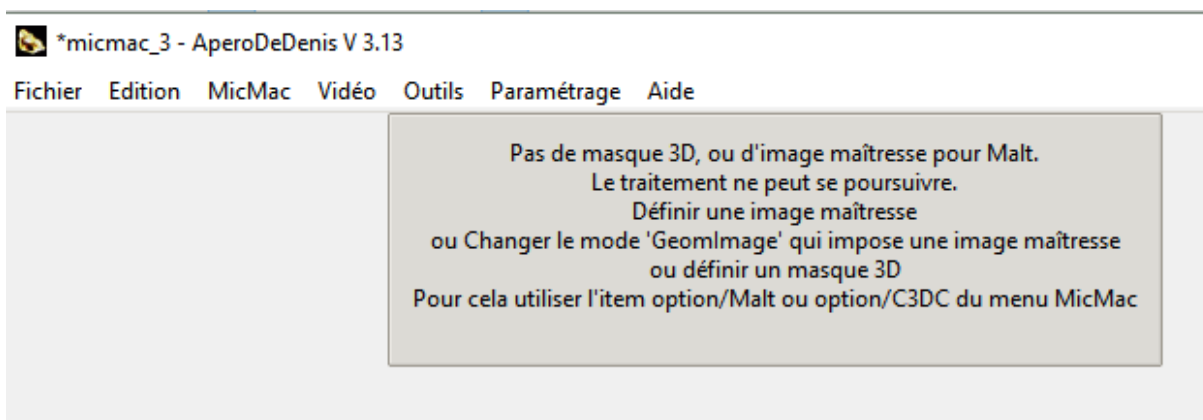 *micmac_3 - AperoDeDenis V 3.13
Fichier Edition MicMac Vidéo Outils Paramétrage Aide
Pas de masque 3D, ou d'image maîtresse pour Malt.
Le traitement ne peut se poursuivre.
Définir une image maîtresse
ou Changer le mode 'GeomImage' qui impose une image maîtresse
ou définir un masque 3D
Pour cela utiliser l'item option/Malt ou option/C3DC du menu MicMac